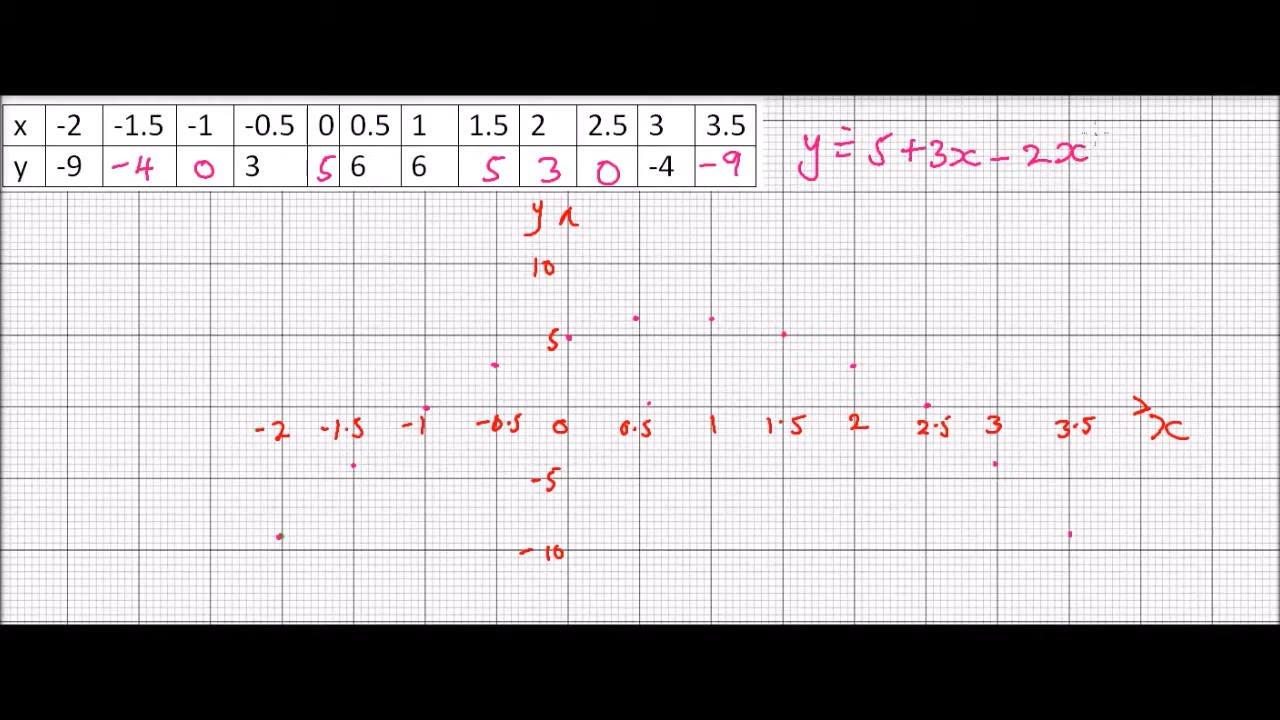 x -2 -1.5 -1 -0.5 0 0.5 1 1.5 2 2.5 3 3.5
y -9 -4 0 3 5 6 6 5 3 0 -4 -9
y = 5 + 3x - 2x
y
10
5
-2 -1.5 -1 -0.5 0 0.5 1 1.5 2 2.5 3 3.5 x
-5
-10